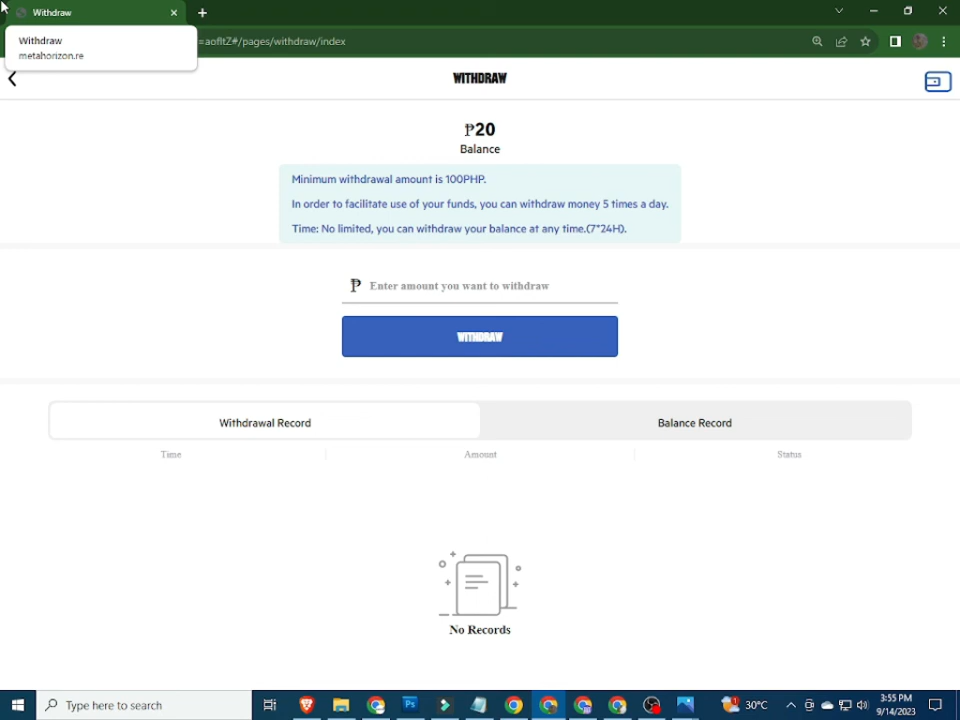 Withdraw
Withdraw
metahorizon.re
=aofltZ#/pages/withdraw/index
WITHDRAW
₱20
Balance
Minimum withdrawal amount is 100PHP.
In order to facilitate use of your funds, you can withdraw money 5 times a day.
Time: No limited, you can withdraw your balance at any time.(7*24H).
₱ Enter amount you want to withdraw
WITHDRAW
Withdrawal Record
Balance Record
Time
Amount
Status
No Records
Type here to search
Ps
30°C
3:55 PM
9/14/2023